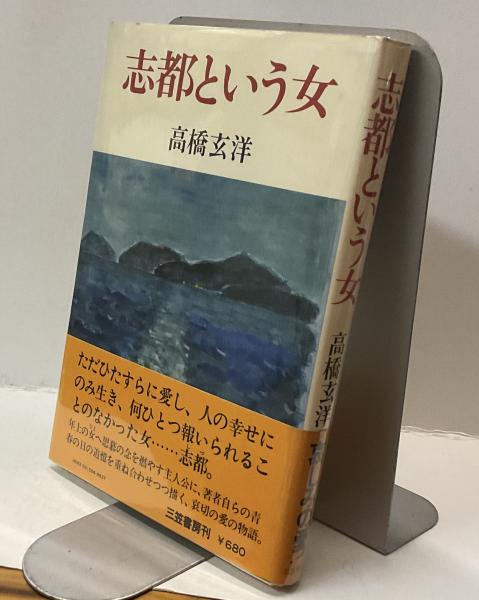 志都という女
高橋玄洋
ただひたすらに愛し、人の幸せに
のみ生き、何ひとつ報いられるこ
とのなかった女……志都。
年上の女へ思慕の念を燃やす主人公に、著者自らの青
春の日の追憶を重ね合わせつつ描く、哀切の愛の物語。
三笠書房刊 ￥680
志都という女
高橋玄洋